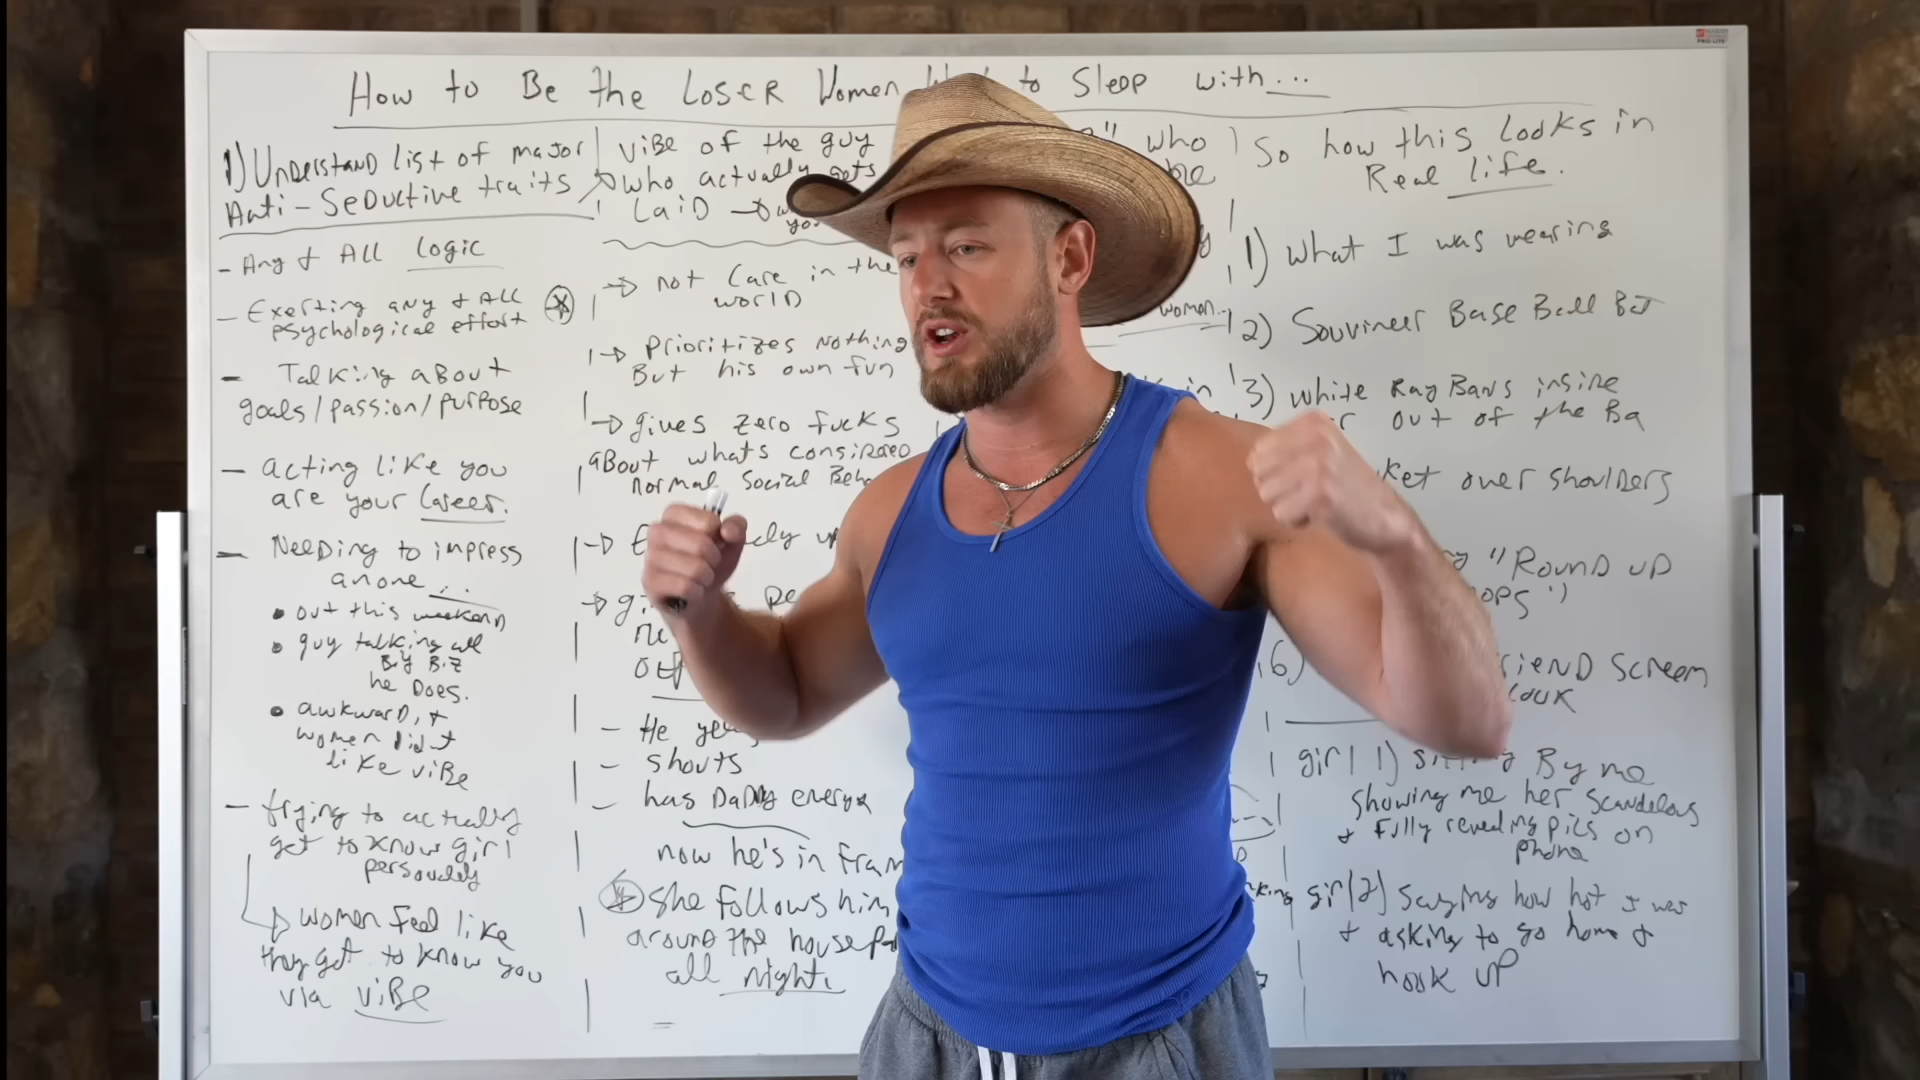 How to Be the LoseR Women to Sleep with...
1) Understand list of major
Anti-Seductive traits
- Any & All Logic
- Exerting any & All
psychological effort
- Talking about
goals/passion/purpose
- acting like you
are your Career.
- Needing to impress
anone...
• out this weekend
• guy talking all
Big Biz
he Does.
• awkward, &
women didnt
like viBe
- trying to actually
get to know girl
personally
women feel like
they get to know you
via viBe
ViBe of the guy
who actually gets
LaiD
not care in the
world
Prioritizes Nothing
But his own fun
gives zero fucks
about whats considered
normal Social
- He
- shouts
- has Daddy energy
now he's in
She follows him
around the house
all night.
who
women...
So how this looks in
Real life.
1) what I was wearing
2) Souvineer Base Ball Bat
3) white Ray Bans inside
out of the Ba
over shoulders
"Round up
6) Screen
Look
girl 1) sitting By me
showing me her scandelous
& fully revealing pics on
phone
girl 2) saying how hot I was
& asking to go home &
hook up